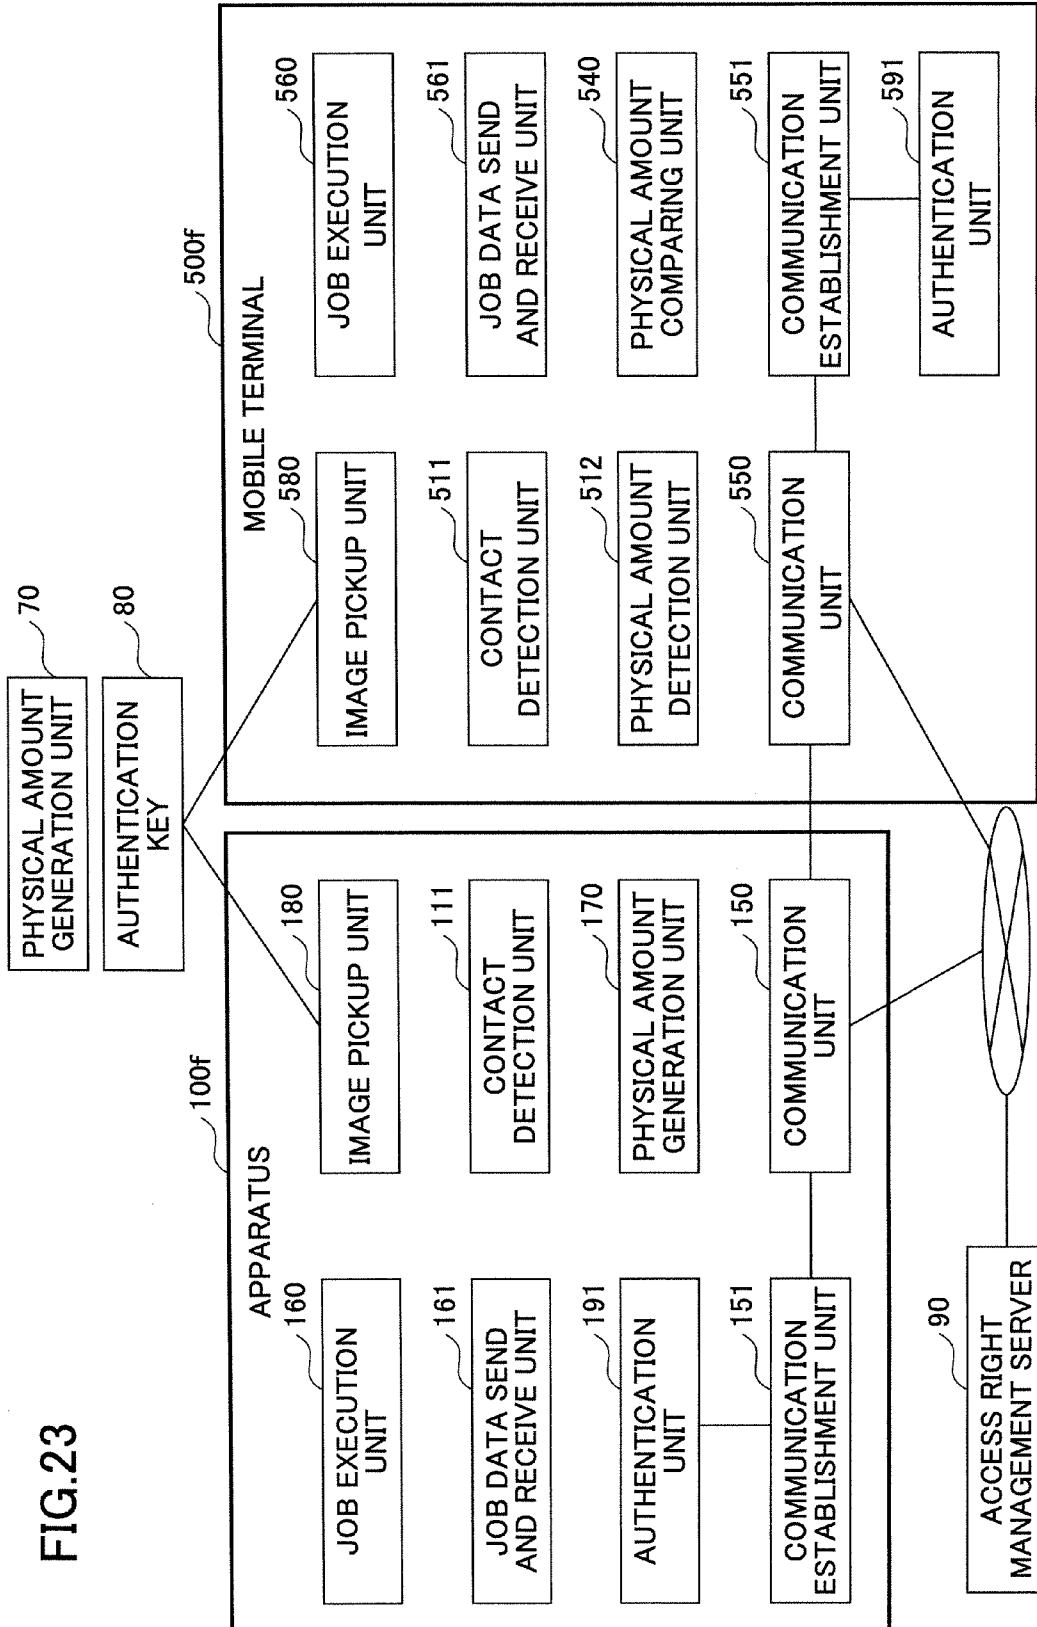 FIG.23
PHYSICAL AMOUNT
GENERATION UNIT
70
AUTHENTICATION
KEY
80
100f
APPARATUS
160
JOB EXECUTION
UNIT
180
IMAGE PICKUP UNIT
161
JOB DATA SEND
AND RECEIVE UNIT
111
CONTACT
DETECTION UNIT
191
AUTHENTICATION
UNIT
170
PHYSICAL AMOUNT
GENERATION UNIT
151
COMMUNICATION
ESTABLISHMENT UNIT
150
COMMUNICATION
UNIT
500f
MOBILE TERMINAL
580
IMAGE PICKUP UNIT
560
JOB EXECUTION
UNIT
511
CONTACT
DETECTION UNIT
561
JOB DATA SEND
AND RECEIVE UNIT
512
PHYSICAL AMOUNT
DETECTION UNIT
540
PHYSICAL AMOUNT
COMPARING UNIT
550
COMMUNICATION
UNIT
551
COMMUNICATION
ESTABLISHMENT UNIT
591
AUTHENTICATION
UNIT
90
ACCESS RIGHT
MANAGEMENT SERVER